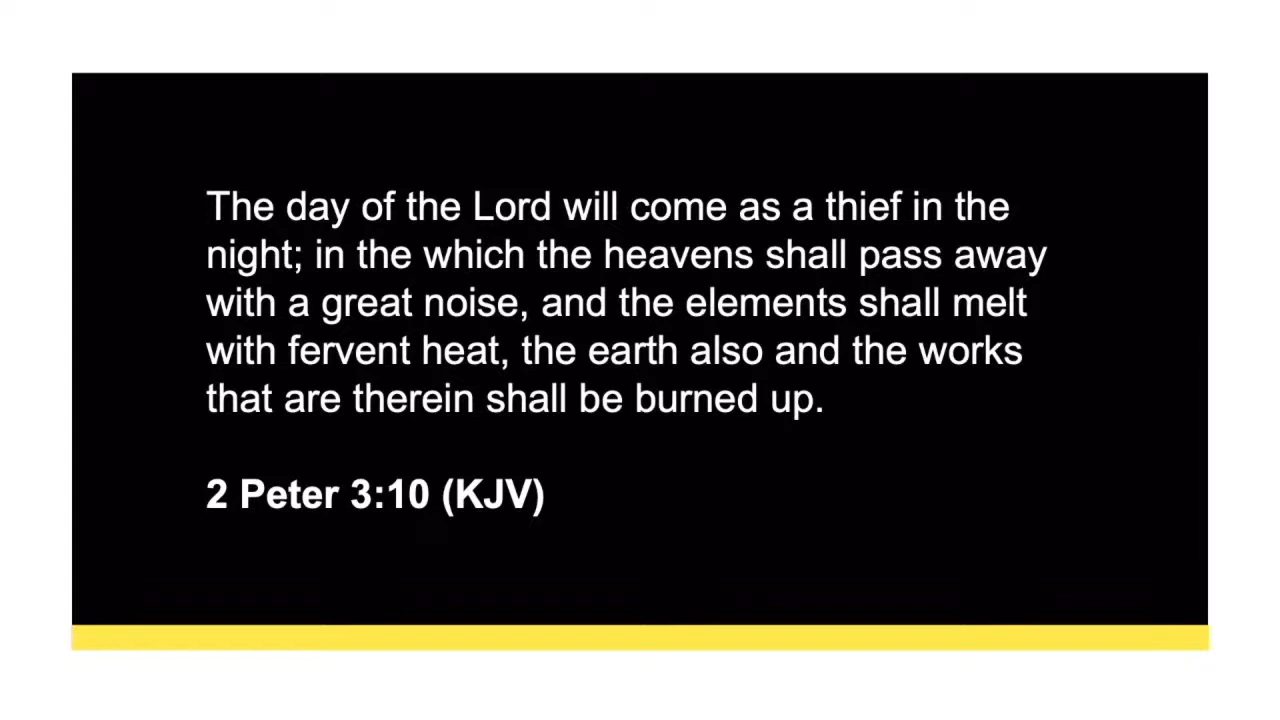 The day of the Lord will come as a thief in the
night; in the which the heavens shall pass away
with a great noise, and the elements shall melt
with fervent heat, the earth also and the works
that are therein shall be burned up.
2 Peter 3:10 (KJV)